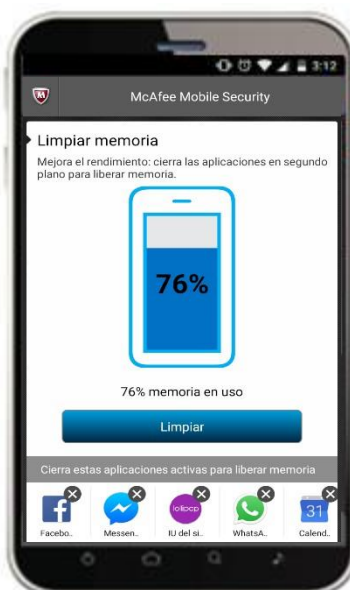 3:12
M
McAfee Mobile Security
Limpiar memoria
Mejora el rendimiento: cierra las aplicaciones en segundo
plano para liberar memoria.
76%
76% memoria en uso
Limpiar
Cierra estas aplicaciones activas para liberar memoria
lollipop
31
Facebo..
Messen..
IU del si..
WhatsA..
Calend..